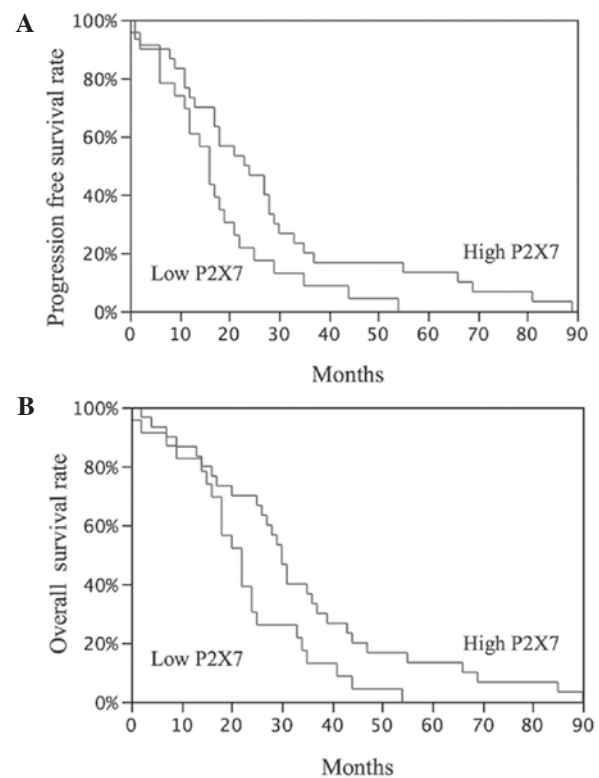 A
Progression free survival rate
100%
80%
60%
40%
20%
0%
High P2X7
Low P2X7
0 10 20 30 40 50 60 70 80 90
Months
B
Overall survival rate
100%
80%
60%
40%
20%
0%
High P2X7
Low P2X7
0 10 20 30 40 50 60 70 80 90
Months